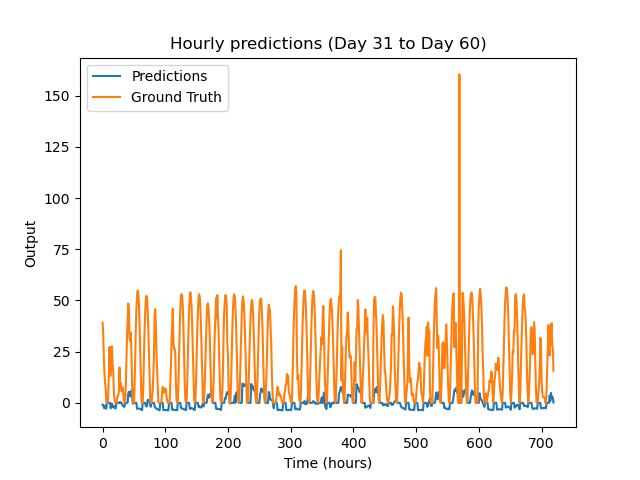 Hourly predictions (Day 31 to Day 60)
Predictions
Ground Truth
150
125
100
75
50
25
0
Output
0 100 200 300 400 500 600 700
Time (hours)